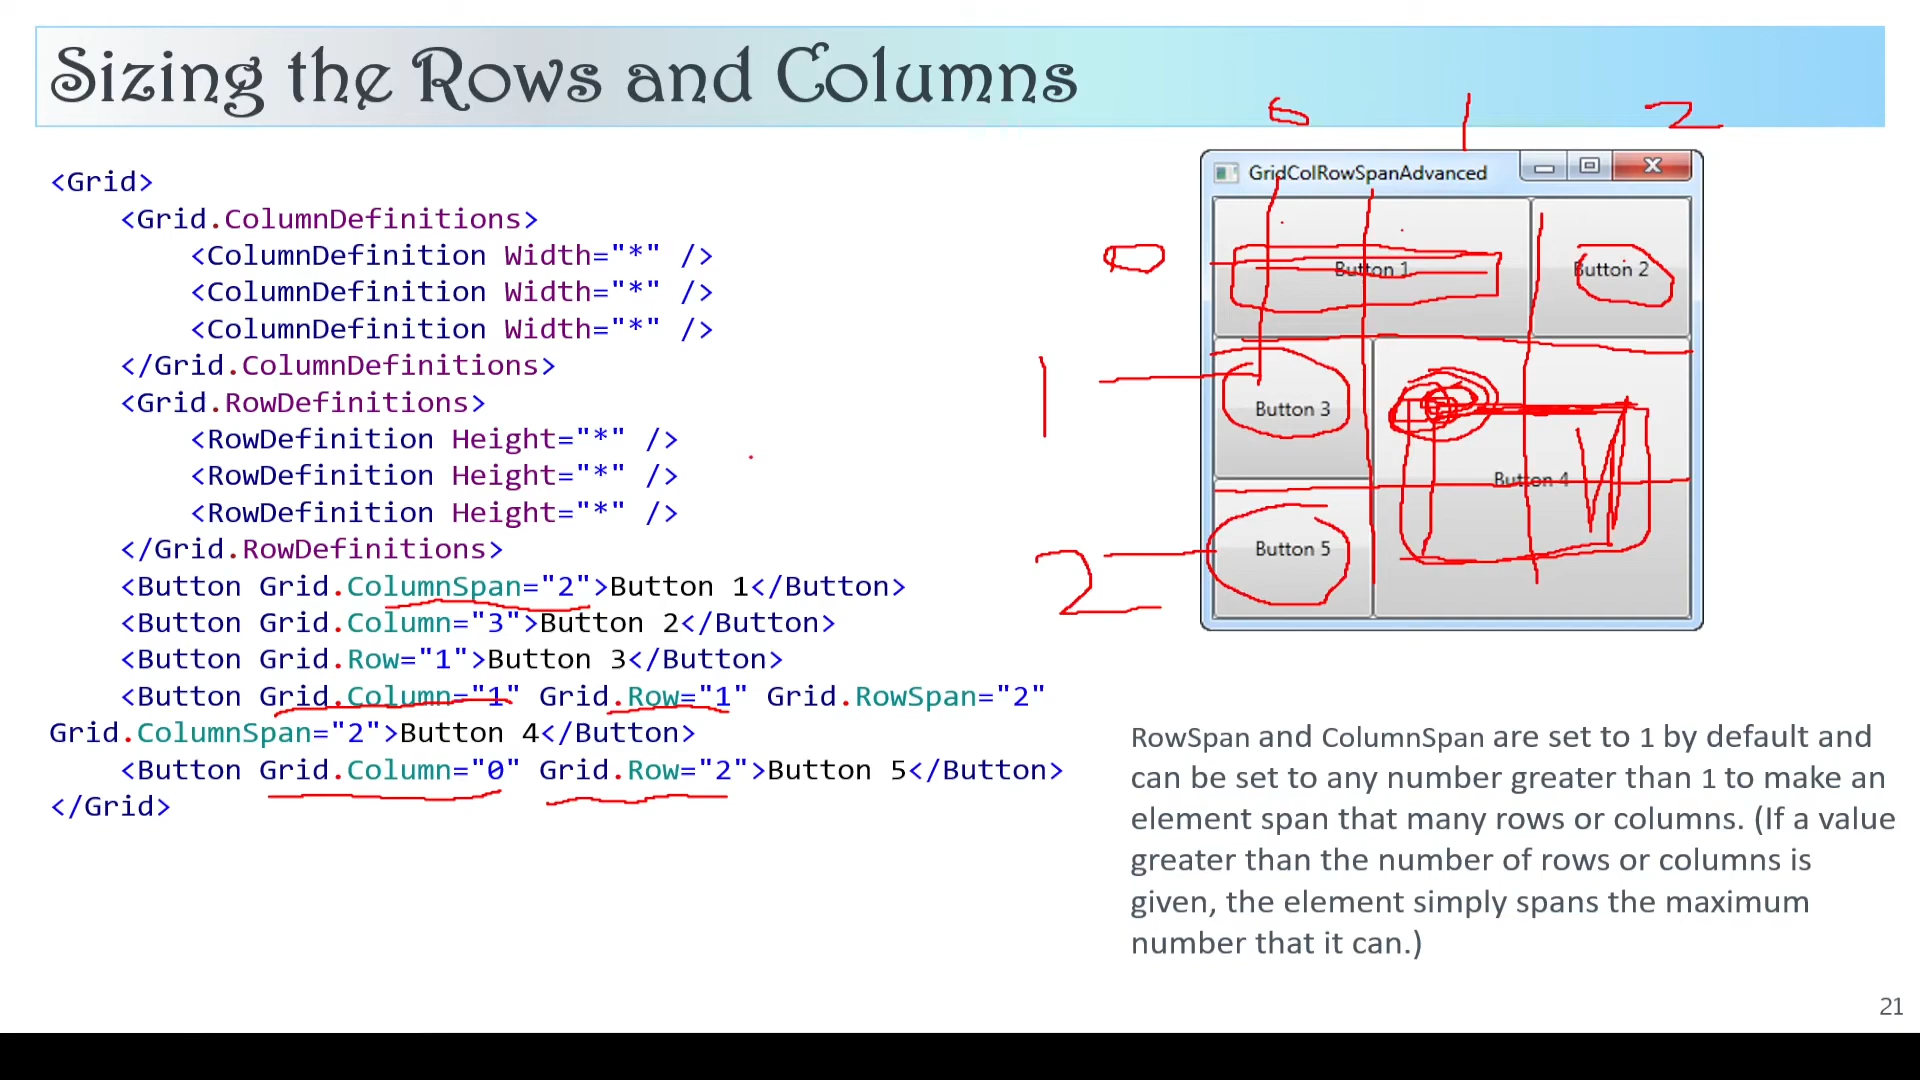 Sizing the Rows and Columns
0 1 2
<Grid>
<Grid.ColumnDefinitions>
<ColumnDefinition Width="*" />
<ColumnDefinition Width="*" />
<ColumnDefinition Width="*" />
</Grid.ColumnDefinitions>
<Grid.RowDefinitions>
<RowDefinition Height="*" />
<RowDefinition Height="*" />
<RowDefinition Height="*" />
</Grid.RowDefinitions>
<Button Grid.ColumnSpan="2">Button 1</Button>
<Button Grid.Column="3">Button 2</Button>
<Button Grid.Row="1">Button 3</Button>
<Button Grid.Column="1" Grid.Row="1" Grid.RowSpan="2"
Grid.ColumnSpan="2">Button 4</Button>
<Button Grid.Column="0" Grid.Row="2">Button 5</Button>
</Grid>
GridColRowSpanAdvanced
0
Button 1
Button 2
1
Button 3
Button 4
2
Button 5
RowSpan and ColumnSpan are set to 1 by default and
can be set to any number greater than 1 to make an
element span that many rows or columns. (If a value
greater than the number of rows or columns is
given, the element simply spans the maximum
number that it can.)
21